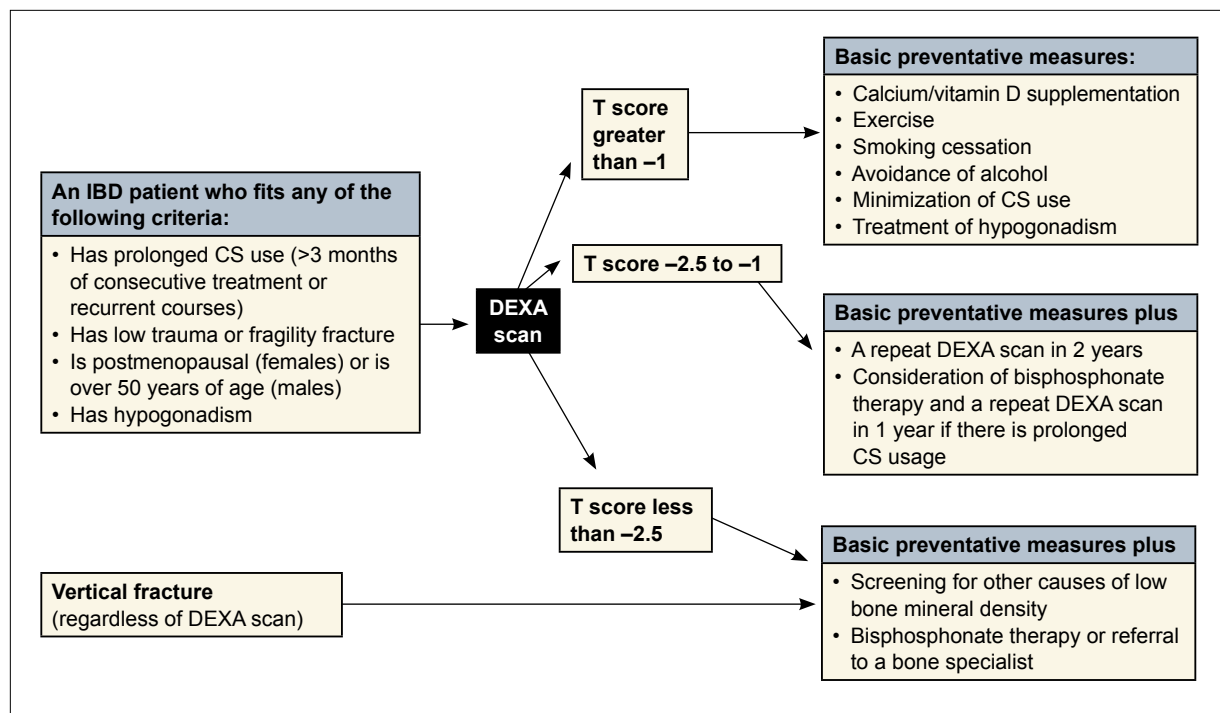 An IBD patient who fits any of the
following criteria:
• Has prolonged CS use (>3 months
of consecutive treatment or
recurrent courses)
• Has low trauma or fragility fracture
• Is postmenopausal (females) or is
over 50 years of age (males)
• Has hypogonadism
Vertical fracture
(regardless of DEXA scan)
DEXA
scan
T score
greater
than –1
T score –2.5 to –1
T score less
than –2.5
Basic preventative measures:
• Calcium/vitamin D supplementation
• Exercise
• Smoking cessation
• Avoidance of alcohol
• Minimization of CS use
• Treatment of hypogonadism
Basic preventative measures plus
• A repeat DEXA scan in 2 years
• Consideration of bisphosphonate
therapy and a repeat DEXA scan
in 1 year if there is prolonged
CS usage
Basic preventative measures plus
• Screening for other causes of low
bone mineral density
• Bisphosphonate therapy or referral
to a bone specialist